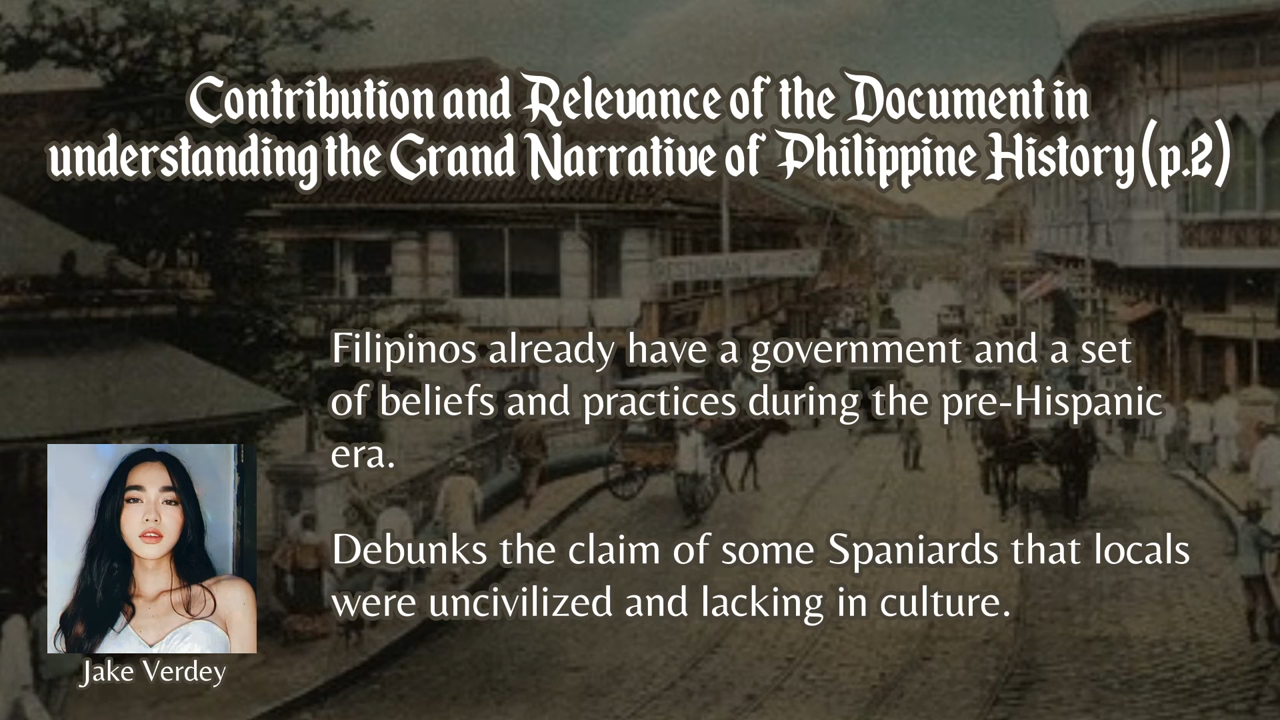 Contribution and Relevance of the Document in
understanding the Grand Narrative of Philippine History (p.2)
Filipinos already have a government and a set
of beliefs and practices during the pre-Hispanic
era.
Debunks the claim of some Spaniards that locals
were uncivilized and lacking in culture.
Jake Verdey